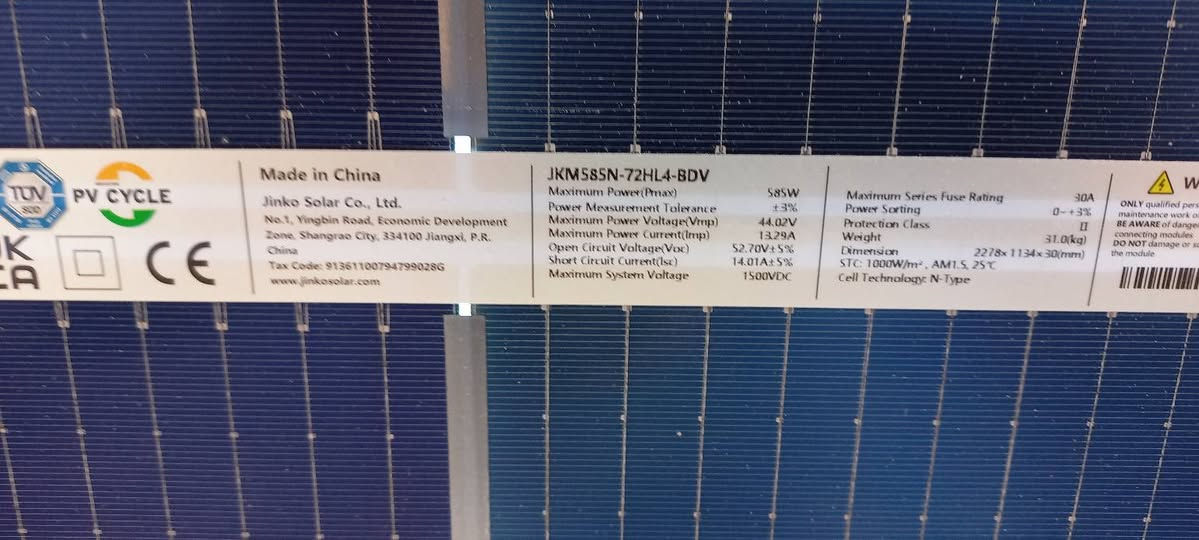 TÜV
SÜD
PV CYCLE
UK
CA
CE
Made in China
Jinko Solar Co., Ltd.
No.1, Yingbin Road, Economic Development
Zone, Shangrao City, 334100 Jiangxi, P.R.
China
Tax Code: 91361100794799028G
www.jinkosolar.com
JKM585N-72HL4-BDV
Maximum Power(Pmax) 585W
Power Measurement Tolerance ±3%
Maximum Power Voltage(Vmp) 44.02V
Maximum Power Current(Imp) 13.29A
Open Circuit Voltage(Voc) 52.70V±5%
Short Circuit Current(Isc) 14.01A±5%
Maximum System Voltage 1500VDC
Maximum Series Fuse Rating 30A
Power Sorting 0~+3%
Protection Class II
Weight 31.0(kg)
Dimension 2278×1134×30(mm)
STC: 1000W/m², AM1.5, 25℃
Cell Technology: N-Type
W
ONLY qualified
maintenance work
BE AWARE of
connecting modules
DO NOT damage or
the module